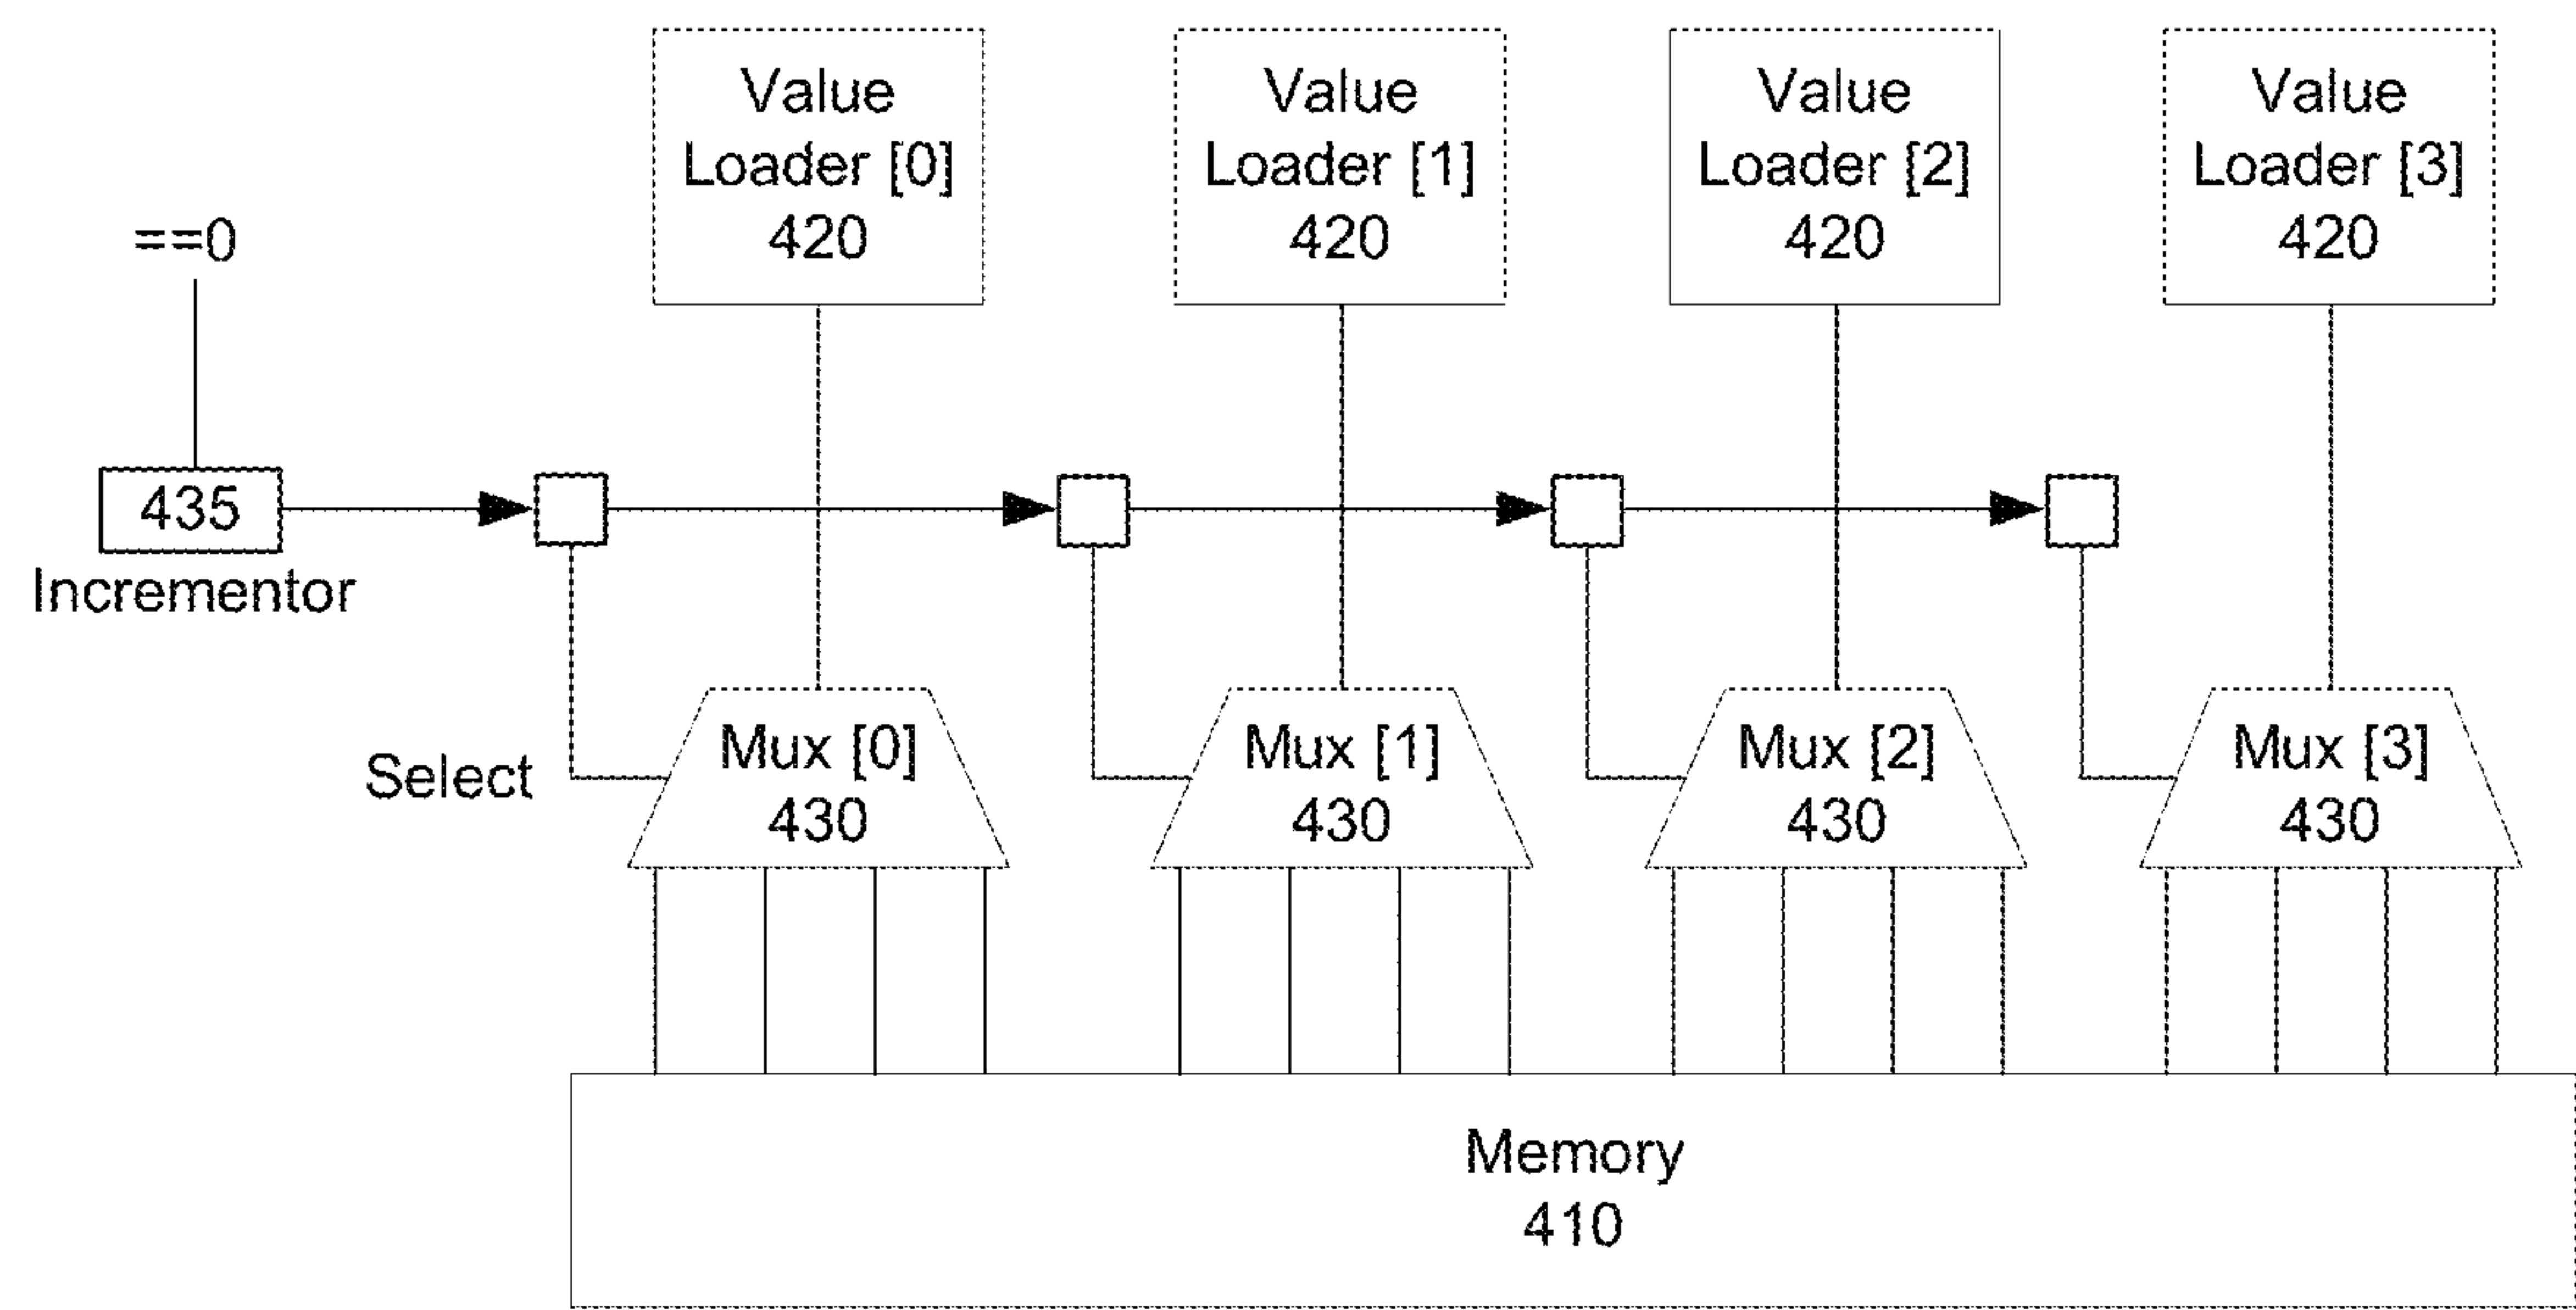 Value
Loader [0]
420
Value
Loader [1]
420
Value
Loader [2]
420
Value
Loader [3]
420
==0
435
Incrementor
Select
Mux [0]
430
Mux [1]
430
Mux [2]
430
Mux [3]
430
Memory
410